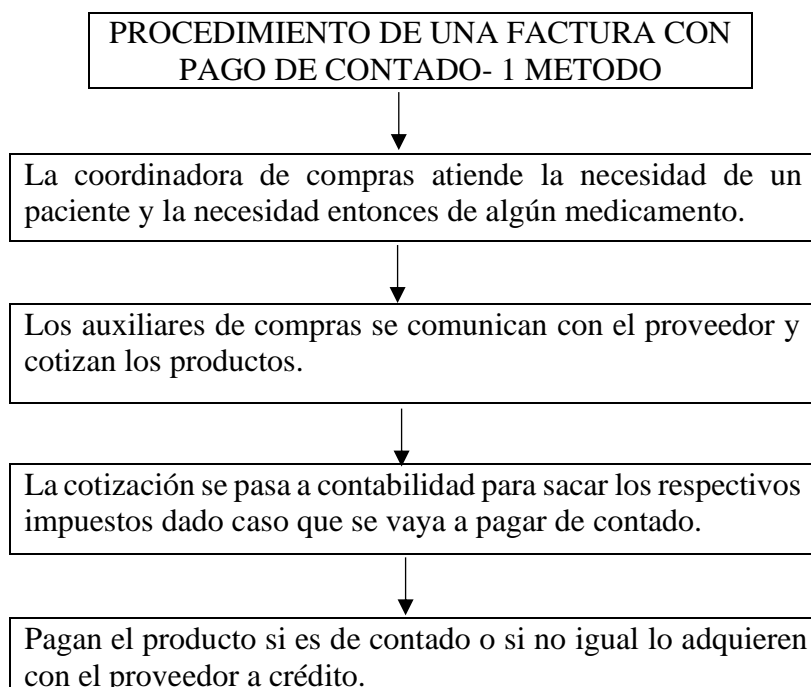 PROCEDIMIENTO DE UNA FACTURA CON
PAGO DE CONTADO- 1 METODO
La coordinadora de compras atiende la necesidad de un
paciente y la necesidad entonces de algún medicamento.
Los auxiliares de compras se comunican con el proveedor y
cotizan los productos.
La cotización se pasa a contabilidad para sacar los respectivos
impuestos dado caso que se vaya a pagar de contado.
Pagan el producto si es de contado o si no igual lo adquieren
con el proveedor a crédito.